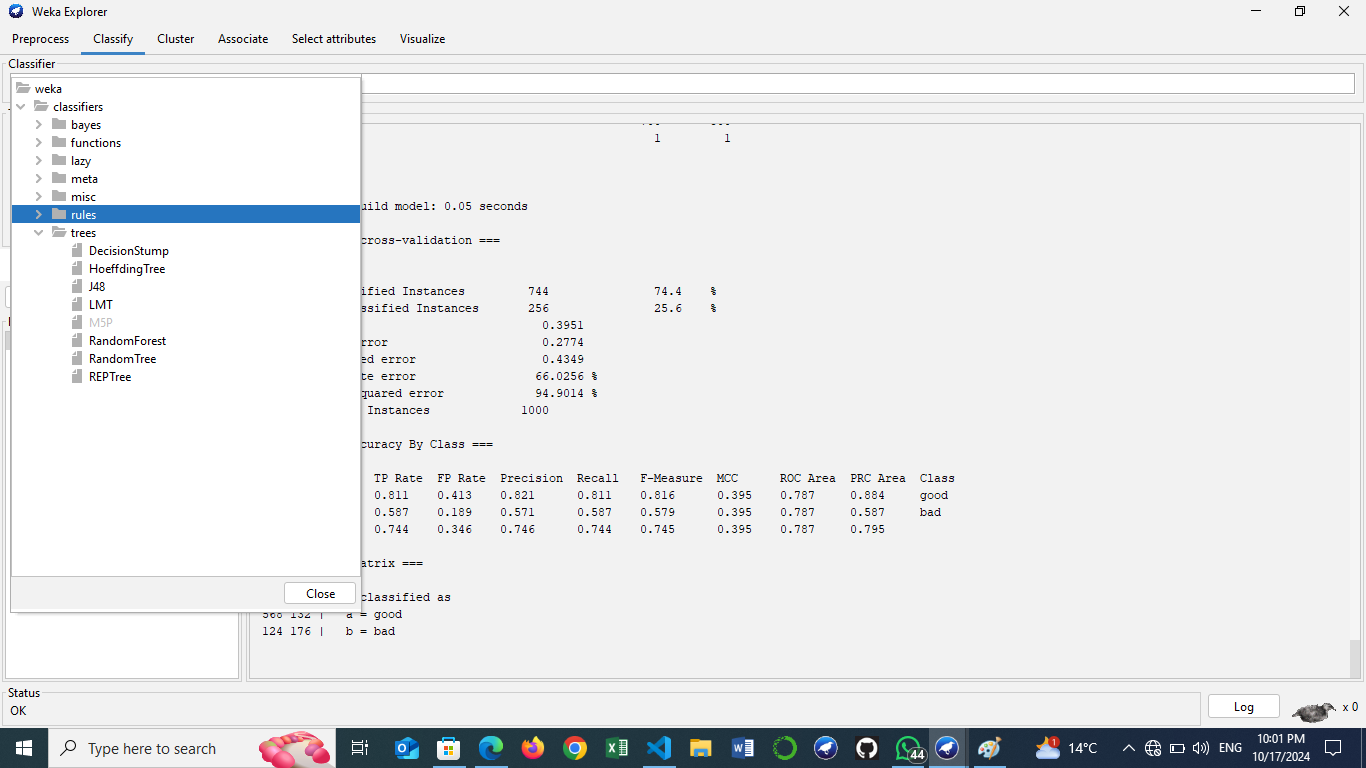 Weka Explorer
Preprocess Classify Cluster Associate Select attributes Visualize
Classifier
weka
classifiers
bayes
functions
lazy
meta
misc
rules
trees
DecisionStump
HoeffdingTree
J48
LMT
M5P
RandomForest
RandomTree
REPTree
Close
1 1
uild model: 0.05 seconds
cross-validation ===
ified Instances 744 74.4 %
ssified Instances 256 25.6 %
0.3951
rror 0.2774
ed error 0.4349
te error 66.0256 %
quared error 94.9014 %
Instances 1000
curacy By Class ===
TP Rate FP Rate Precision Recall F-Measure MCC ROC Area PRC Area Class
0.811 0.413 0.821 0.811 0.816 0.395 0.787 0.884 good
0.587 0.189 0.571 0.587 0.579 0.395 0.787 0.587 bad
0.744 0.346 0.746 0.744 0.745 0.395 0.787 0.795
atrix ===
classified as
568 132 | a = good
124 176 | b = bad
Status
OK
Log
x 0
Type here to search
44
1
14°C
ENG
10:01 PM
10/17/2024